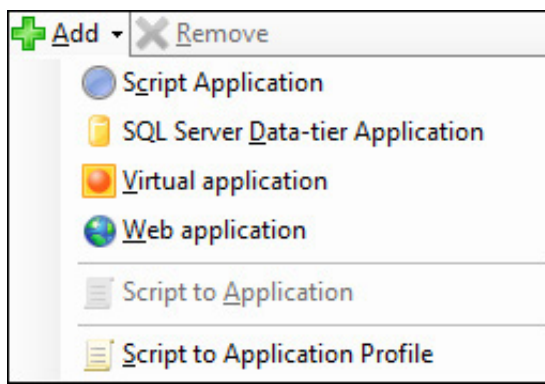 Add Remove
Script Application
SQL Server Data-tier Application
Virtual application
Web application
Script to Application
Script to Application Profile